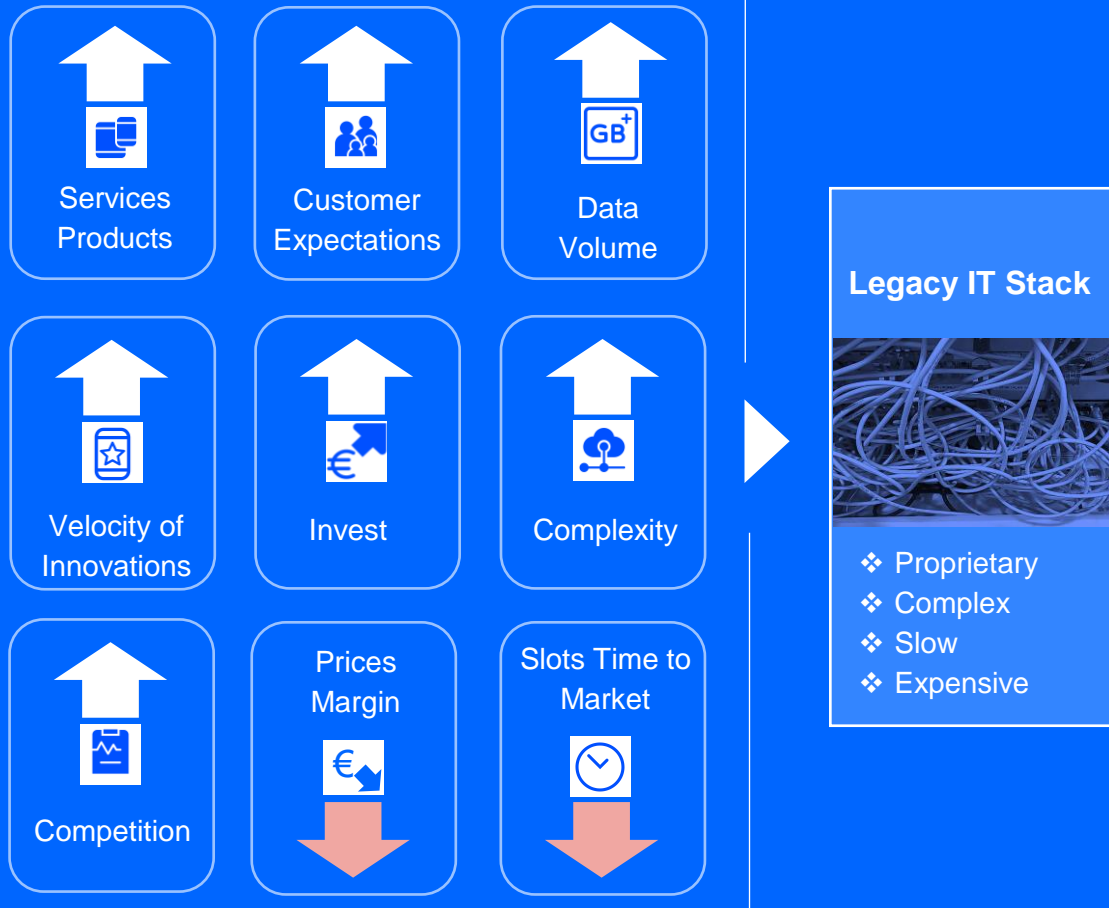 Services
Products
Customer
Expectations
GB+
Data
Volume
Velocity of
Innovations
€
Invest
Complexity
Competition
Prices
Margin
€
Slots Time to
Market
Legacy IT Stack
❖ Proprietary
❖ Complex
❖ Slow
❖ Expensive